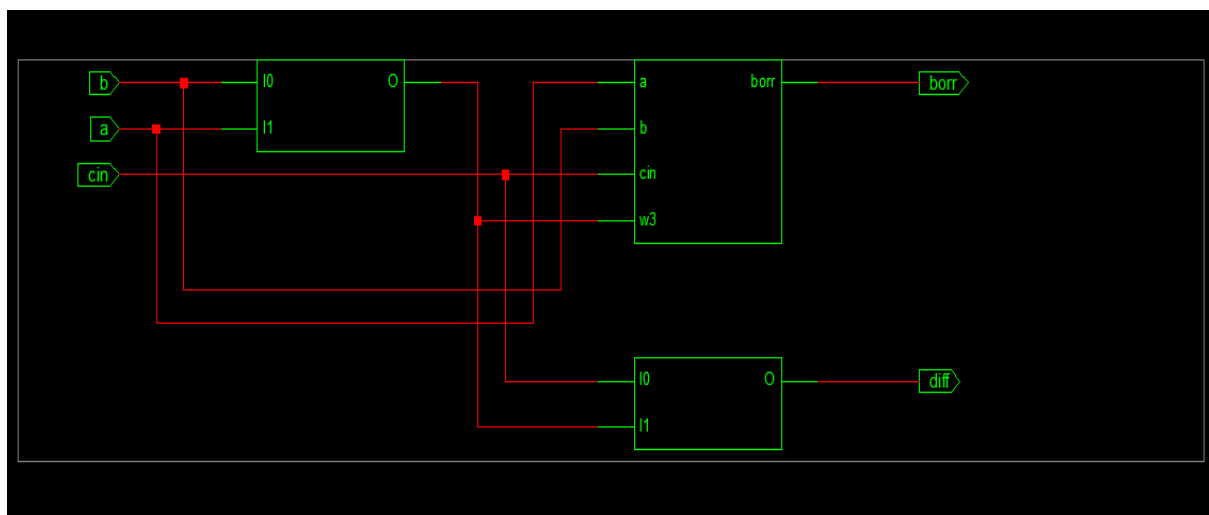 b I0 O a borr borr
a I1 b
cin cin
w3
I0 O diff
I1